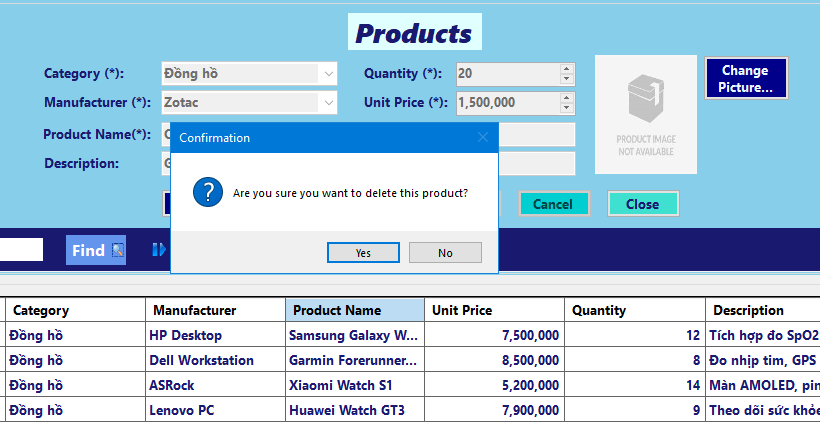 Products
Category (*): Đồng hồ Quantity (*): 20
Change
Picture...
Manufacturer (*): Zotac Unit Price (*): 1,500,000
Product Name(*):
Description:
PRODUCT IMAGE
NOT AVAILABLE
Confirmation
Are you sure you want to delete this product?
Yes No
Cancel Close
Find
Category Manufacturer Product Name Unit Price Quantity Description
Đồng hồ HP Desktop Samsung Galaxy W... 7,500,000 12 Tích hợp đo SpO2
Đồng hồ Dell Workstation Garmin Forerunner... 8,500,000 8 Đo nhịp tim, GPS
Đồng hồ ASRock Xiaomi Watch S1 5,200,000 14 Màn AMOLED, pin
Đồng hồ Lenovo PC Huawei Watch GT3 7,900,000 9 Theo dõi sức khỏe